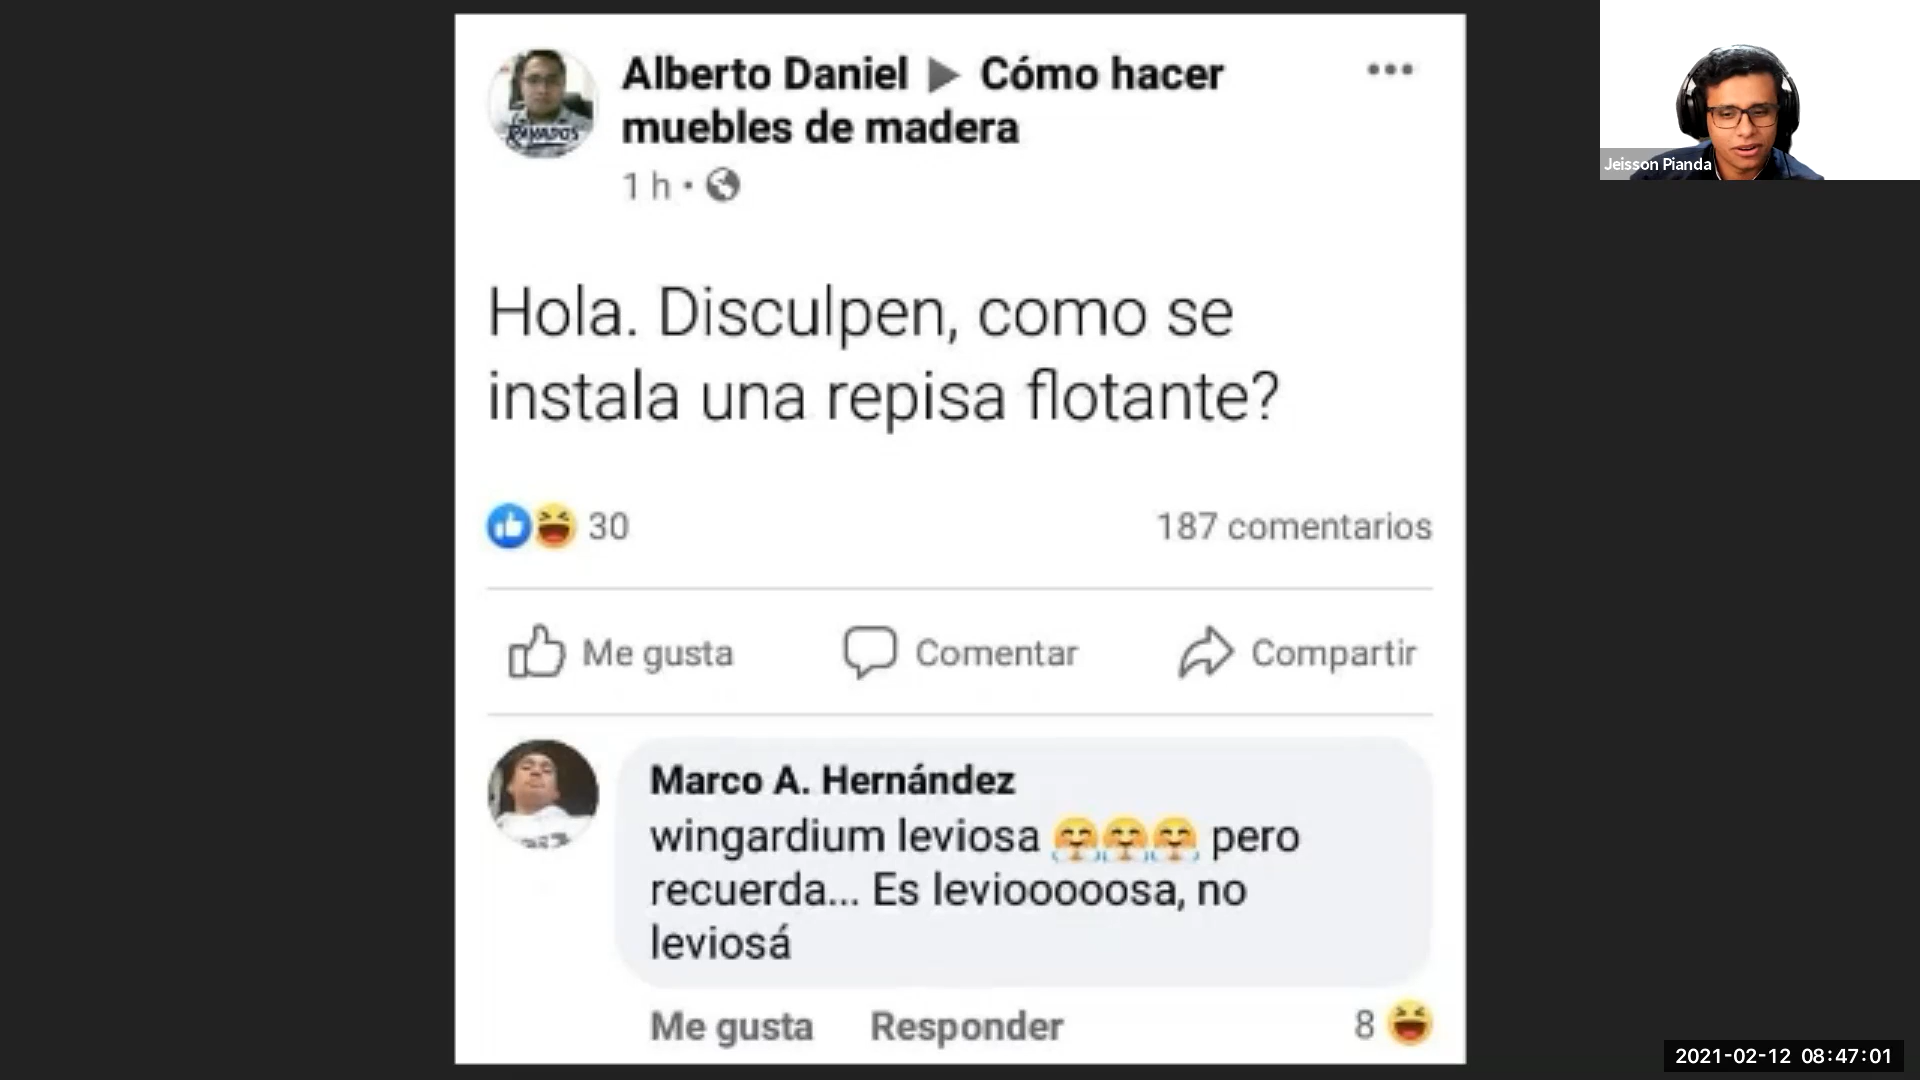 Alberto Daniel ▶ Cómo hacer
muebles de madera
1 h •
Hola. Disculpen, como se
instala una repisa flotante?
30
187 comentarios
Me gusta
Comentar
Compartir
Marco A. Hernández
wingardium leviosa 🤗🤗🤗 pero
recuerda... Es leviooooosa, no
leviosá
Me gusta
Responder
8
Jeisson Pianda
2021-02-12 08:47:01